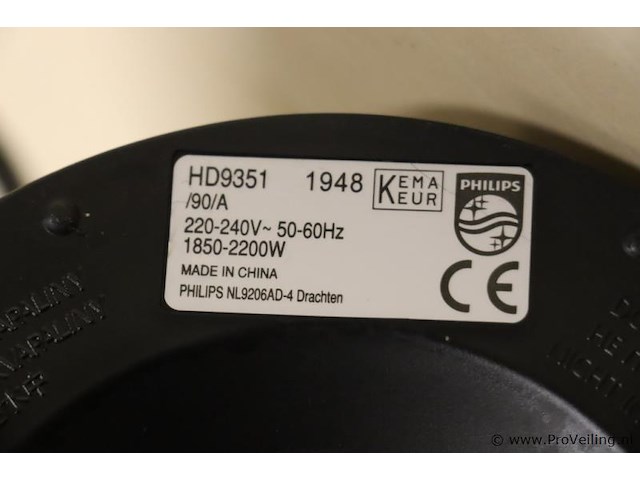 HD9351 1948 KEMA KEUR PHILIPS
/90/A
220-240V~ 50-60Hz
1850-2200W
MADE IN CHINA
PHILIPS NL9206AD-4 Drachten
CE
© www.ProVeiling.nl